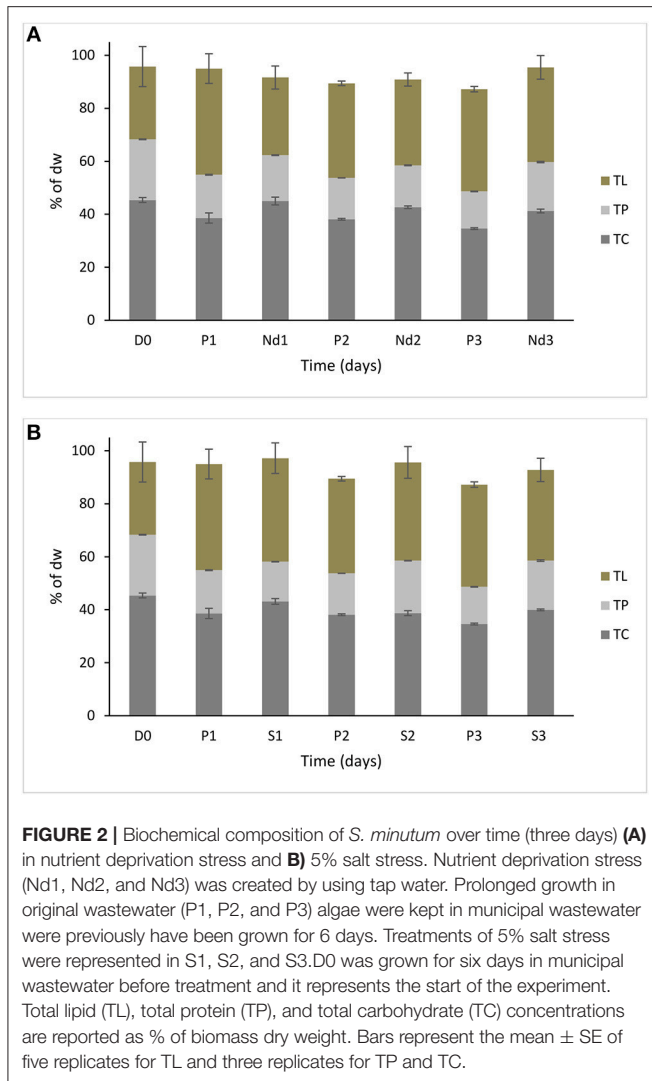 A
100
80
60
40
20
0
% of dw
D0 P1 Nd1 P2 Nd2 P3 Nd3
Time (days)
TL
TP
TC
B
100
80
60
40
20
0
% of dw
D0 P1 S1 P2 S2 P3 S3
Time (days)
TL
TP
TC
FIGURE 2 | Biochemical composition of S. minutum over time (three days) (A)
in nutrient deprivation stress and B) 5% salt stress. Nutrient deprivation stress
(Nd1, Nd2, and Nd3) was created by using tap water. Prolonged growth in
original wastewater (P1, P2, and P3) algae were kept in municipal wastewater
were previously have been grown for 6 days. Treatments of 5% salt stress
were represented in S1, S2, and S3.D0 was grown for six days in municipal
wastewater before treatment and it represents the start of the experiment.
Total lipid (TL), total protein (TP), and total carbohydrate (TC) concentrations
are reported as % of biomass dry weight. Bars represent the mean ± SE of
five replicates for TL and three replicates for TP and TC.